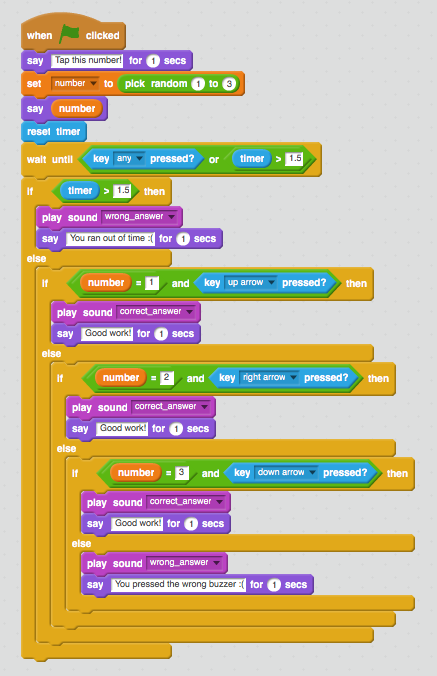 when clicked
say Tap this number! for 1 secs
set number to pick random 1 to 3
say number
reset timer
wait until key any pressed? or timer > 1.5
if timer > 1.5 then
play sound wrong_answer
say You ran out of time :( for 1 secs
else
if number = 1 and key up arrow pressed? then
play sound correct_answer
say Good work! for 1 secs
else
if number = 2 and key right arrow pressed? then
play sound correct_answer
say Good work! for 1 secs
else
if number = 3 and key down arrow pressed? then
play sound correct_answer
say Good work! for 1 secs
else
play sound wrong_answer
say You pressed the wrong buzzer :( for 1 secs